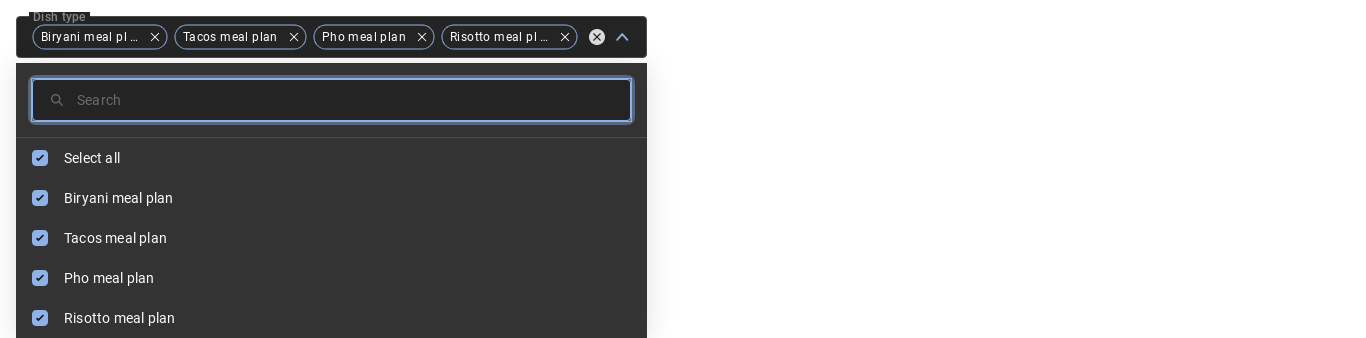 Dish type
Biryani meal pl … Tacos meal plan Pho meal plan Risotto meal pl …
Search
Select all
Biryani meal plan
Tacos meal plan
Pho meal plan
Risotto meal plan